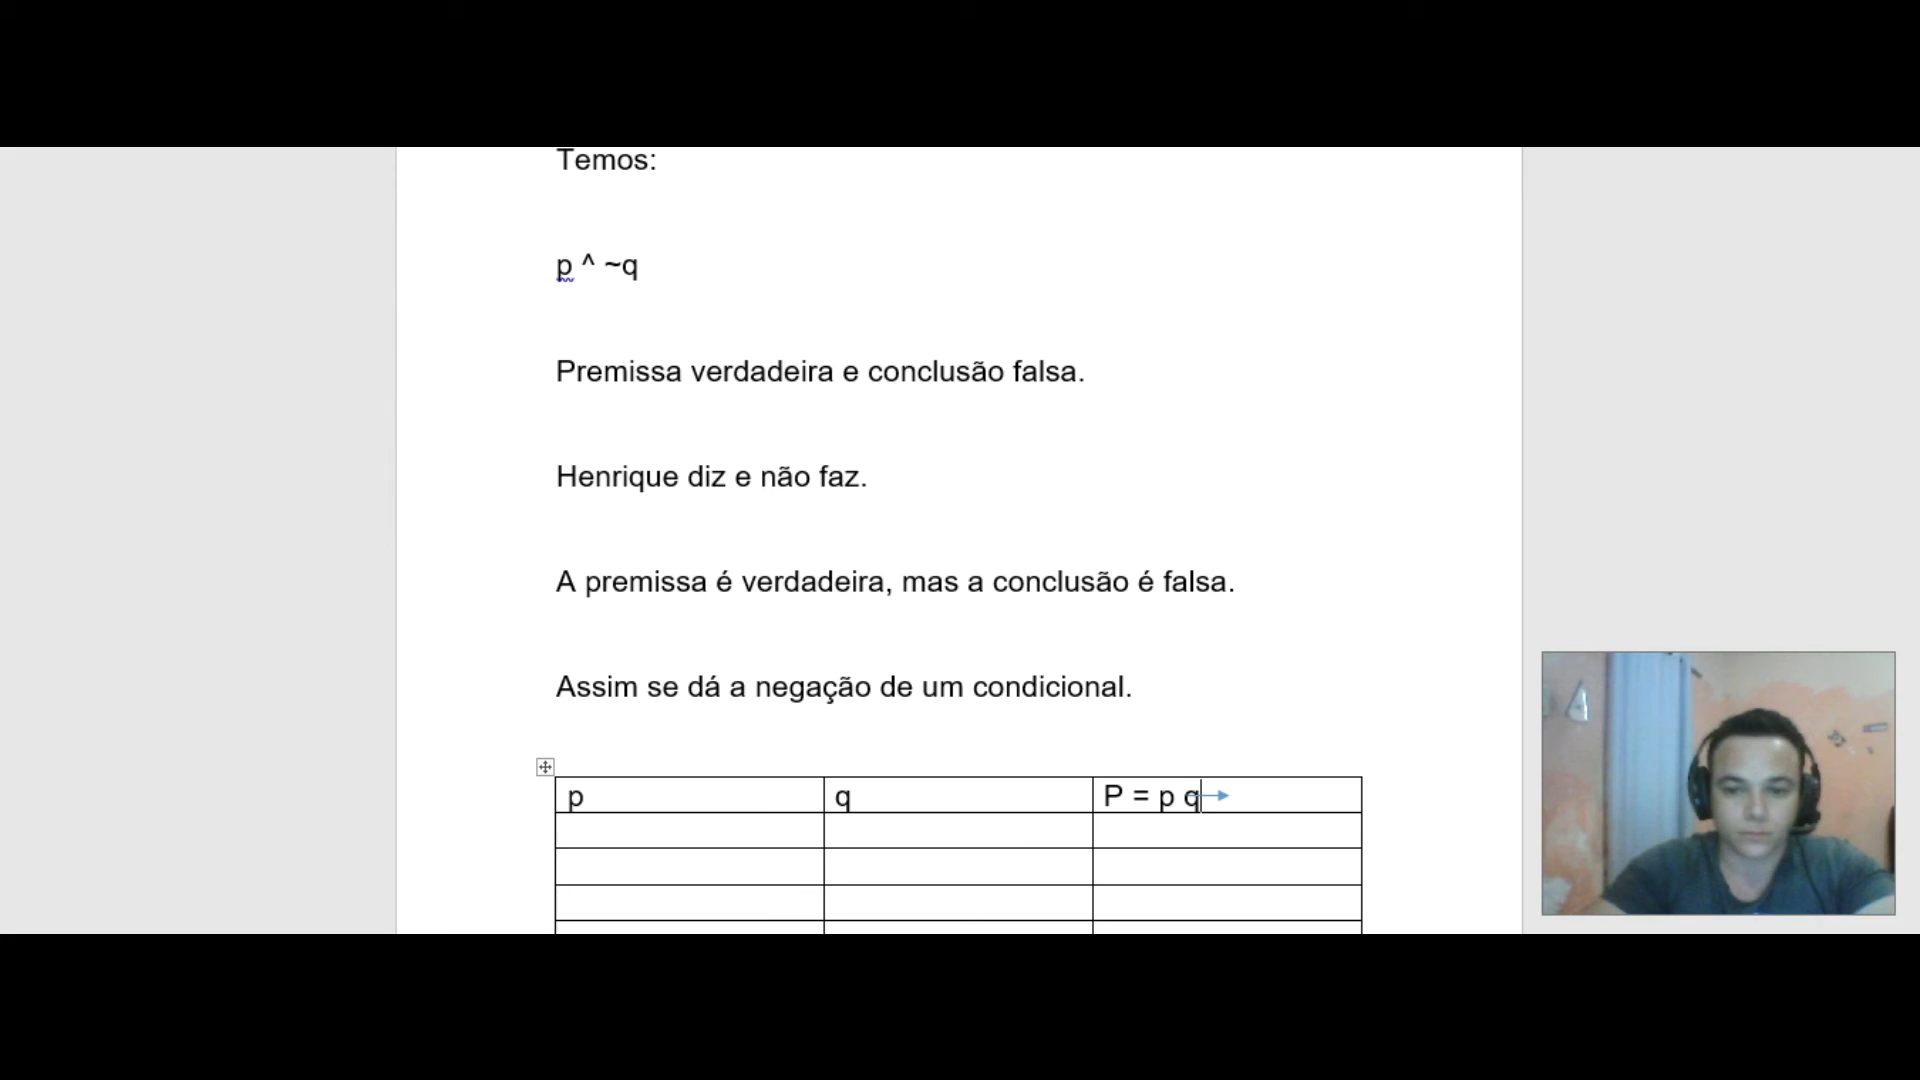 Temos:
p ^ ~q
Premissa verdadeira e conclusão falsa.
Henrique diz e não faz.
A premissa é verdadeira, mas a conclusão é falsa.
Assim se dá a negação de um condicional.
p q P = p q